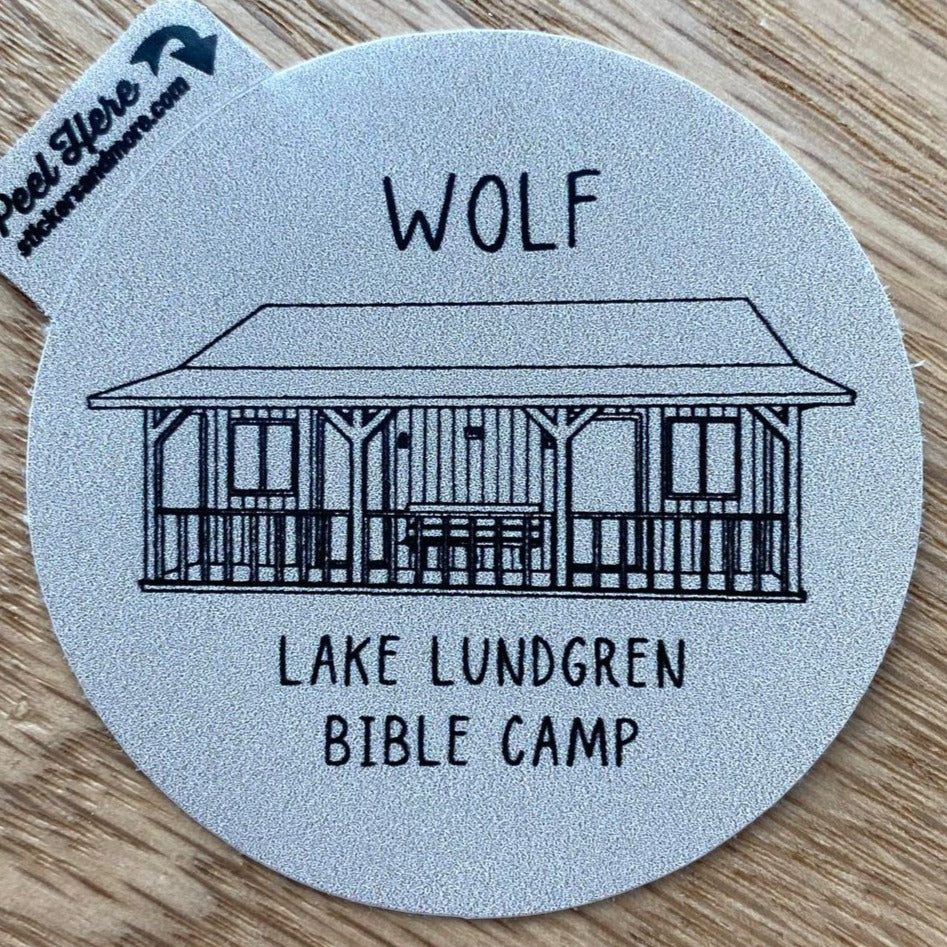 Peel Here
stickersandmore.com
WOLF
LAKE LUNDGREN
BIBLE CAMP